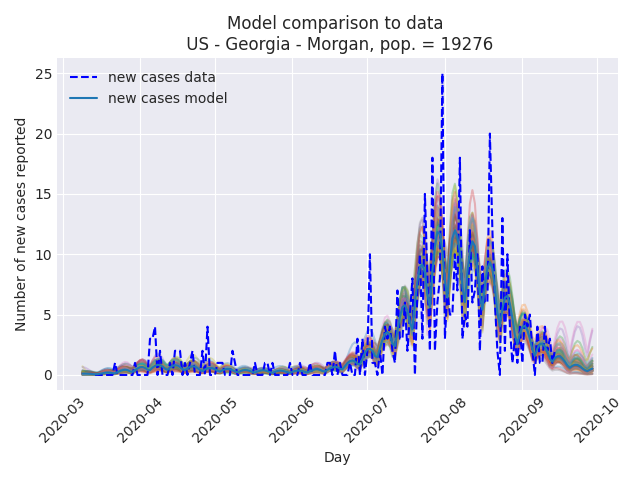 Model comparison to data
US - Georgia - Morgan, pop. = 19276
new cases data
new cases model
Number of new cases reported
25
20
15
10
5
0
2020-03
2020-04
2020-05
2020-06
2020-07
2020-08
2020-09
2020-10
Day